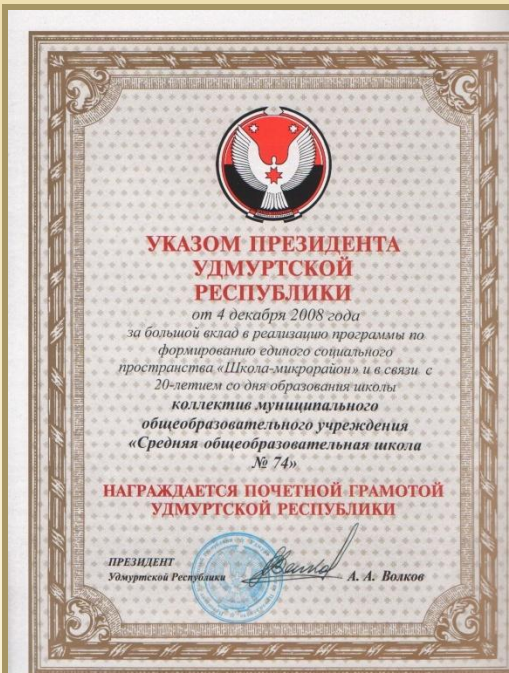 УКАЗОМ ПРЕЗИДЕНТА
УДМУРТСКОЙ
РЕСПУБЛИКИ
от 4 декабря 2008 года
за большой вклад в реализацию программы по
формированию единого социального
пространства «Школа-микрорайон» и в связи с
20-летием со дня образования школы
коллектив муниципального
общеобразовательного учреждения
«Средняя общеобразовательная школа
№ 74»
НАГРАЖДАЕТСЯ ПОЧЕТНОЙ ГРАМОТОЙ
УДМУРТСКОЙ РЕСПУБЛИКИ
ПРЕЗИДЕНТ
Удмуртской Республики
А. А. Волков